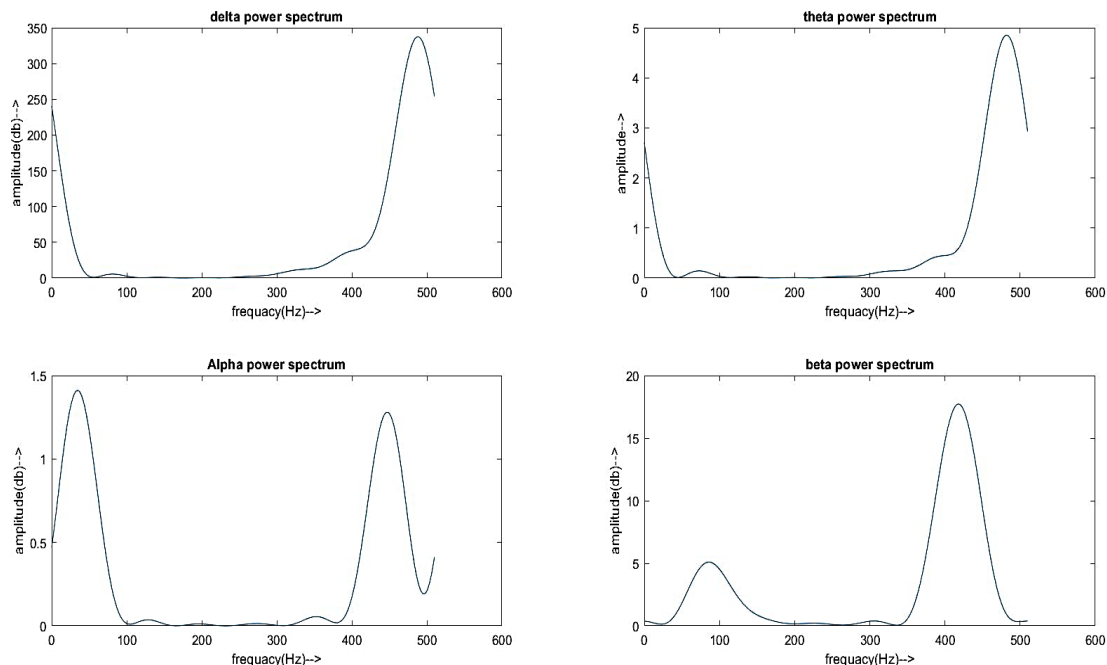 delta power spectrum
350
300
250
200
150
100
50
0
amplitude(db)-->
0 100 200 300 400 500 600
frequacy(Hz)-->
theta power spectrum
5
4
3
2
1
0
amplitude-->
0 100 200 300 400 500 600
frequacy(Hz)-->
Alpha power spectrum
1.5
1
0.5
0
amplitude(db)-->
0 100 200 300 400 500 600
frequacy(Hz)-->
beta power spectrum
20
15
10
5
0
amplitude(db)-->
0 100 200 300 400 500 600
frequacy(Hz)-->